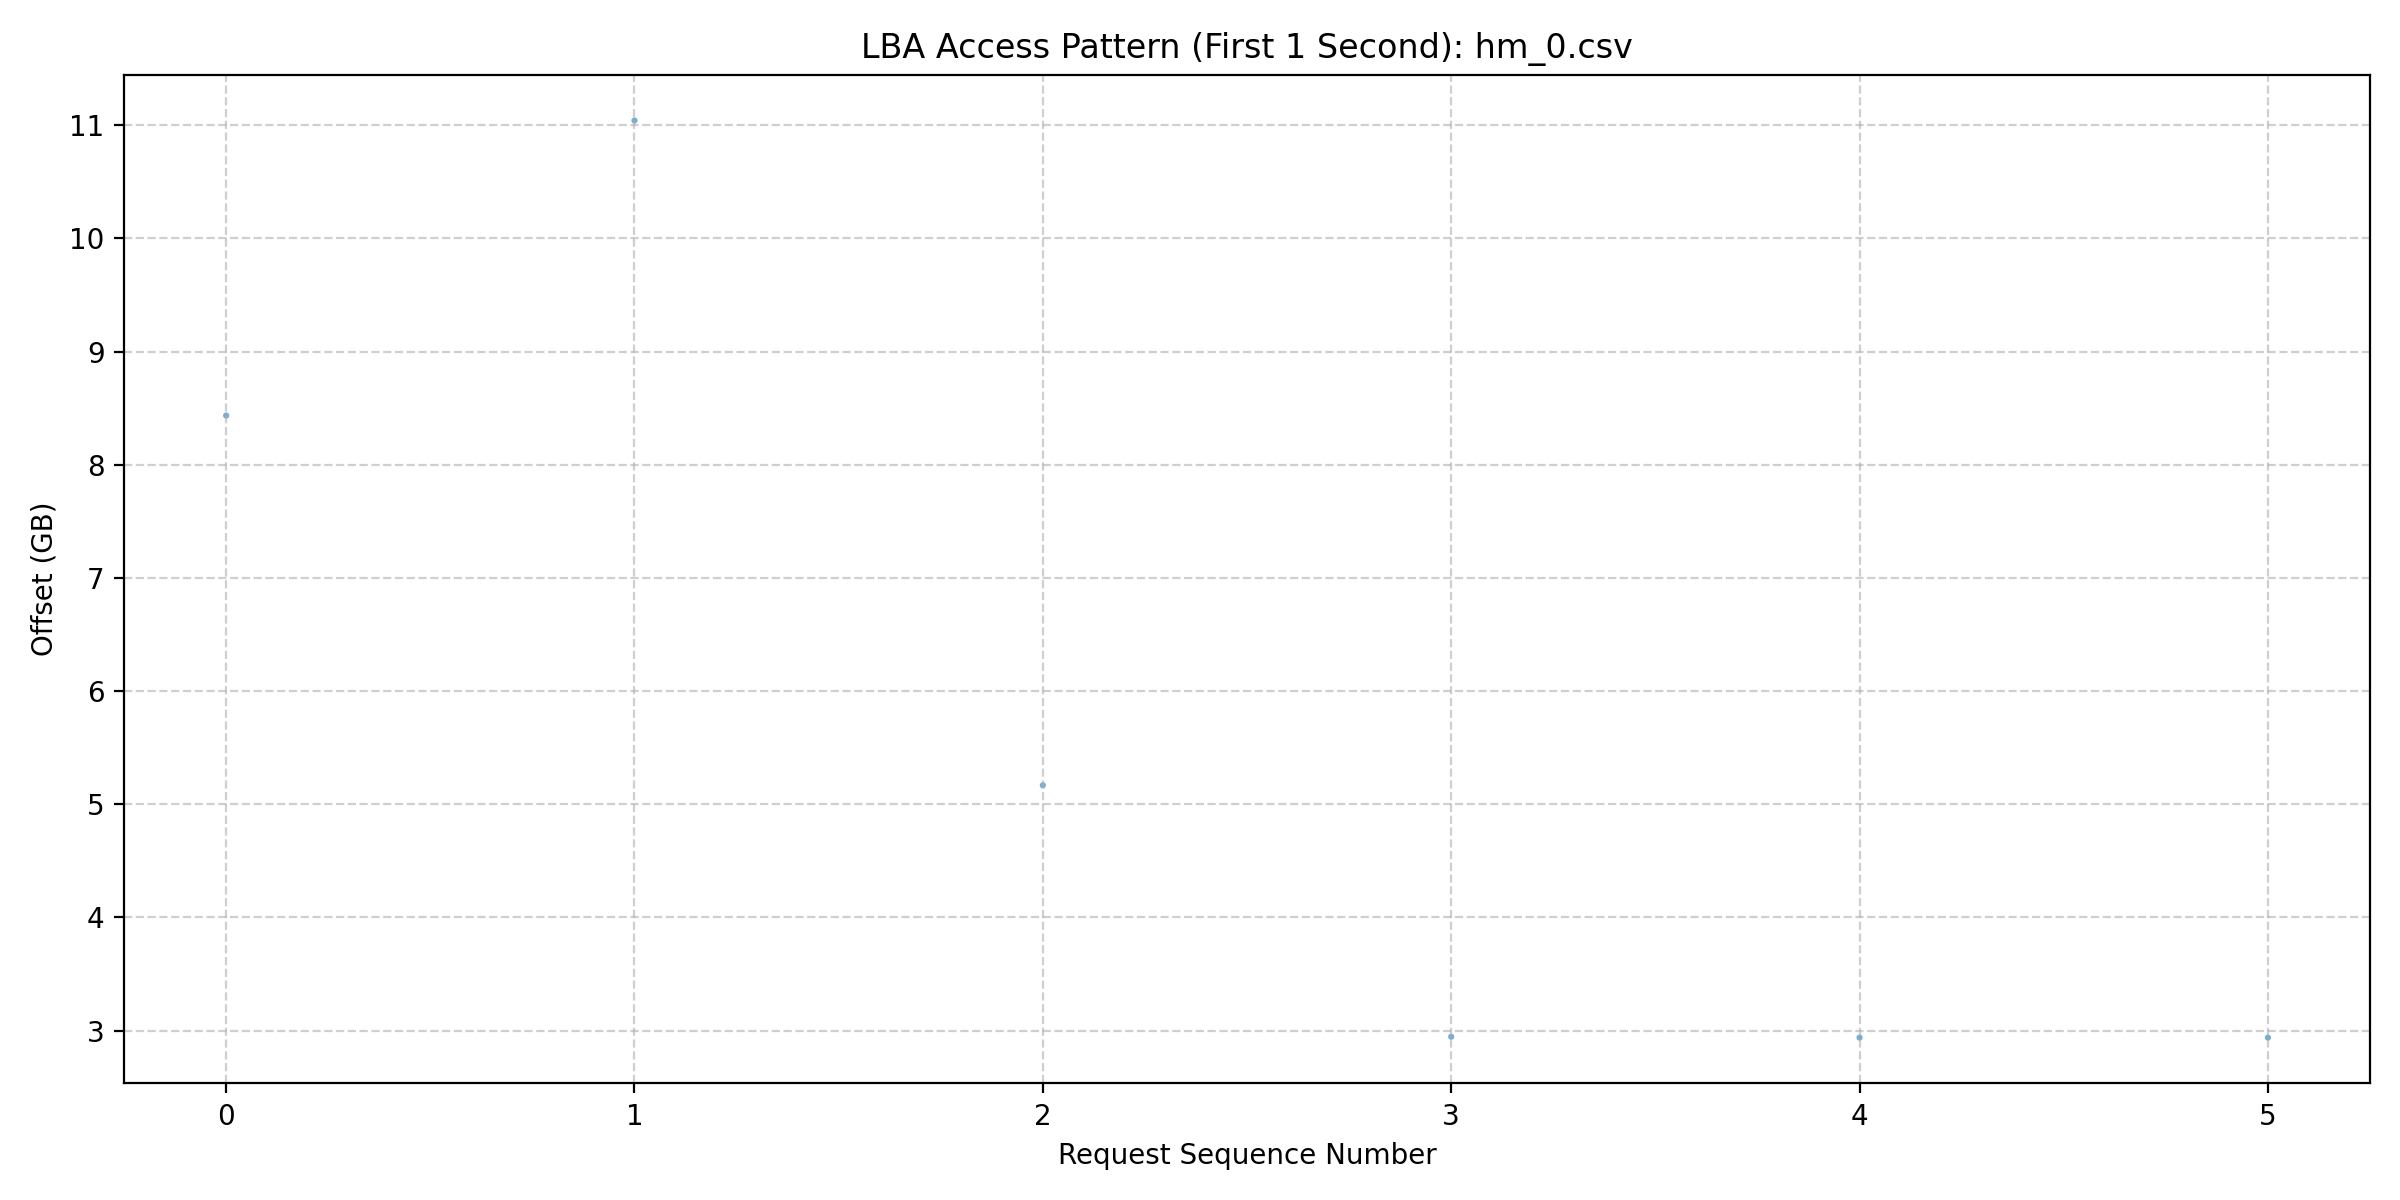 LBA Access Pattern (First 1 Second): hm_0.csv
11
10
9
8
7
6
5
4
3
Offset (GB)
0 1 2 3 4 5
Request Sequence Number